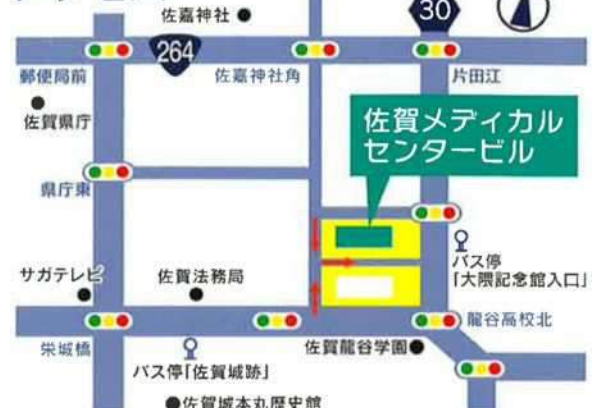 佐嘉神社
30
264
郵便局前
佐嘉神社角
片田江
佐賀県庁
佐賀メディカル
センタービル
県庁東
バス停
「大隈記念館入口」
サガテレビ
佐賀法務局
龍谷高校北
栄城橋
佐賀龍谷学園
バス停「佐賀城跡」
佐賀城本丸歴史館